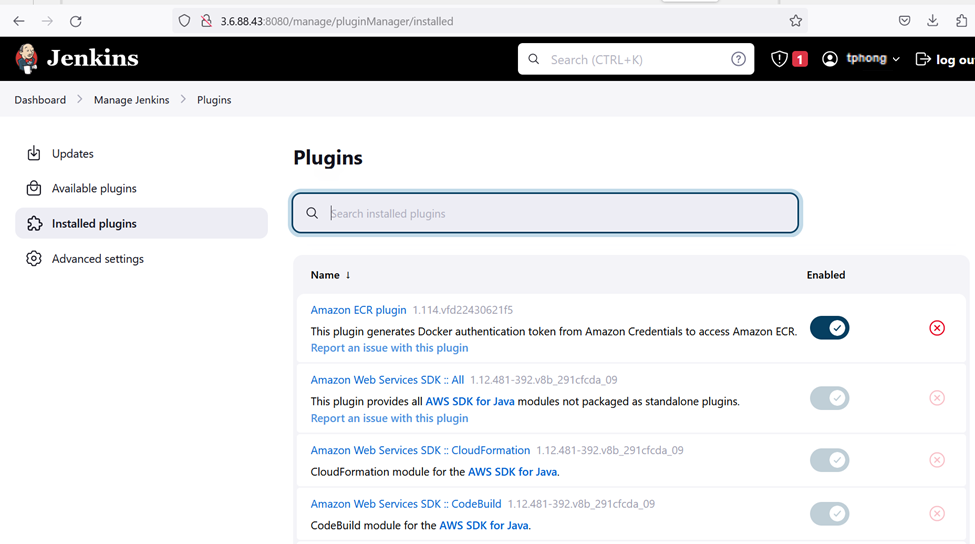 3.6.88.43:8080/manage/pluginManager/installed
Jenkins
Search (CTRL+K)
1
tphong
log ou
Dashboard
Manage Jenkins
Plugins
Updates
Available plugins
Installed plugins
Advanced settings
Plugins
Search installed plugins
Name ↓ Enabled
Amazon ECR plugin 1.114.vfd22430621f5
This plugin generates Docker authentication token from Amazon Credentials to access Amazon ECR.
Report an issue with this plugin
Amazon Web Services SDK :: All 1.12.481-392.v8b_291cfcda_09
This plugin provides all AWS SDK for Java modules not packaged as standalone plugins.
Report an issue with this plugin
Amazon Web Services SDK :: CloudFormation 1.12.481-392.v8b_291cfcda_09
CloudFormation module for the AWS SDK for Java.
Amazon Web Services SDK :: CodeBuild 1.12.481-392.v8b_291cfcda_09
CodeBuild module for the AWS SDK for Java.